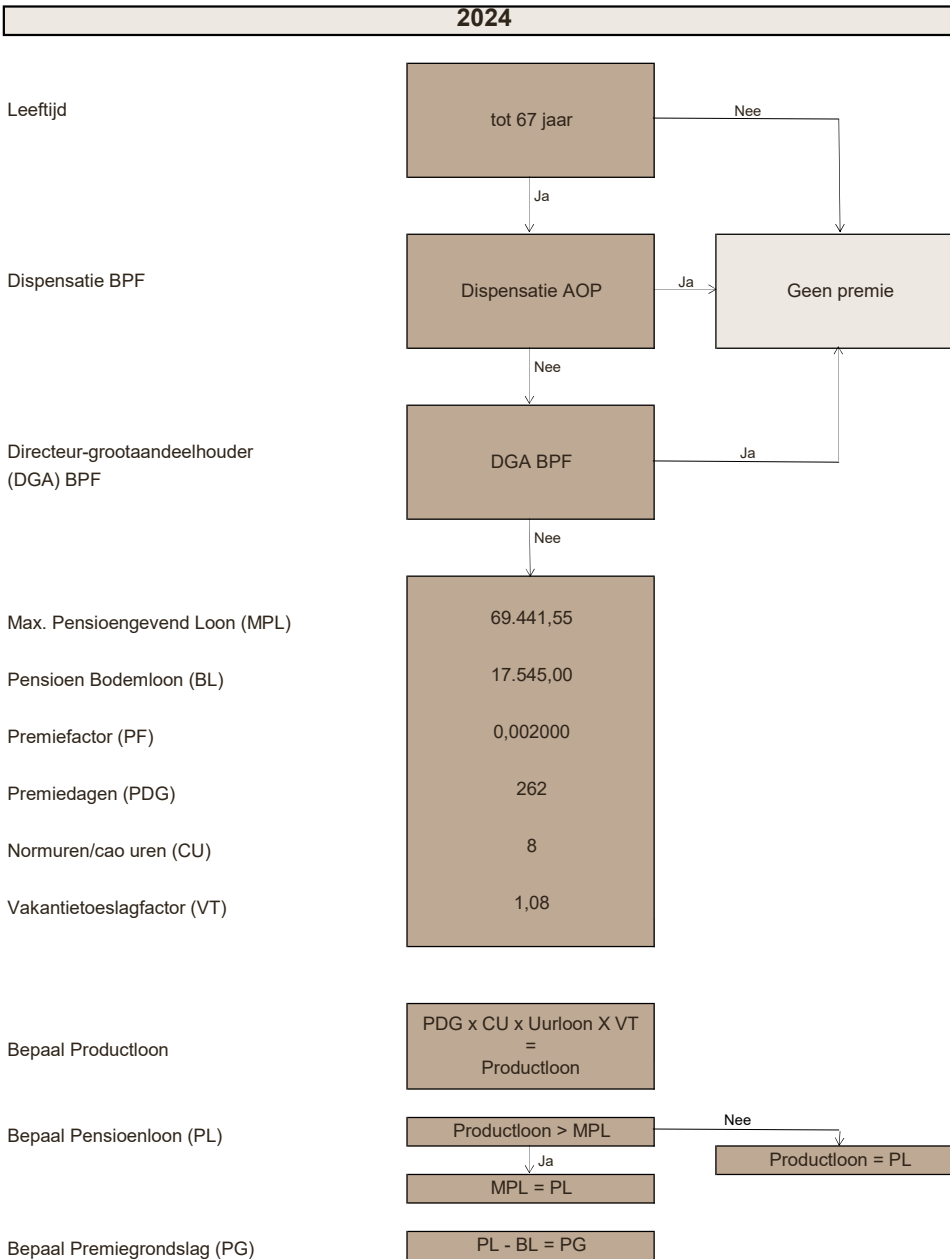 2024
Leeftijd
tot 67 jaar
Nee
Ja
Dispensatie BPF
Dispensatie AOP
Ja
Geen premie
Nee
Directeur-grootaandeelhouder
(DGA) BPF
DGA BPF
Ja
Nee
Max. Pensioengevend Loon (MPL)
69.441,55
Pensioen Bodemloon (BL)
17.545,00
Premiefactor (PF)
0,002000
Premiedagen (PDG)
262
Normuren/cao uren (CU)
8
Vakantietoeslagfactor (VT)
1,08
Bepaal Productloon
PDG x CU x Uurloon X VT
=
Productloon
Bepaal Pensioenloon (PL)
Productloon > MPL
Nee
Ja
Productloon = PL
MPL = PL
Bepaal Premiegrondslag (PG)
PL - BL = PG